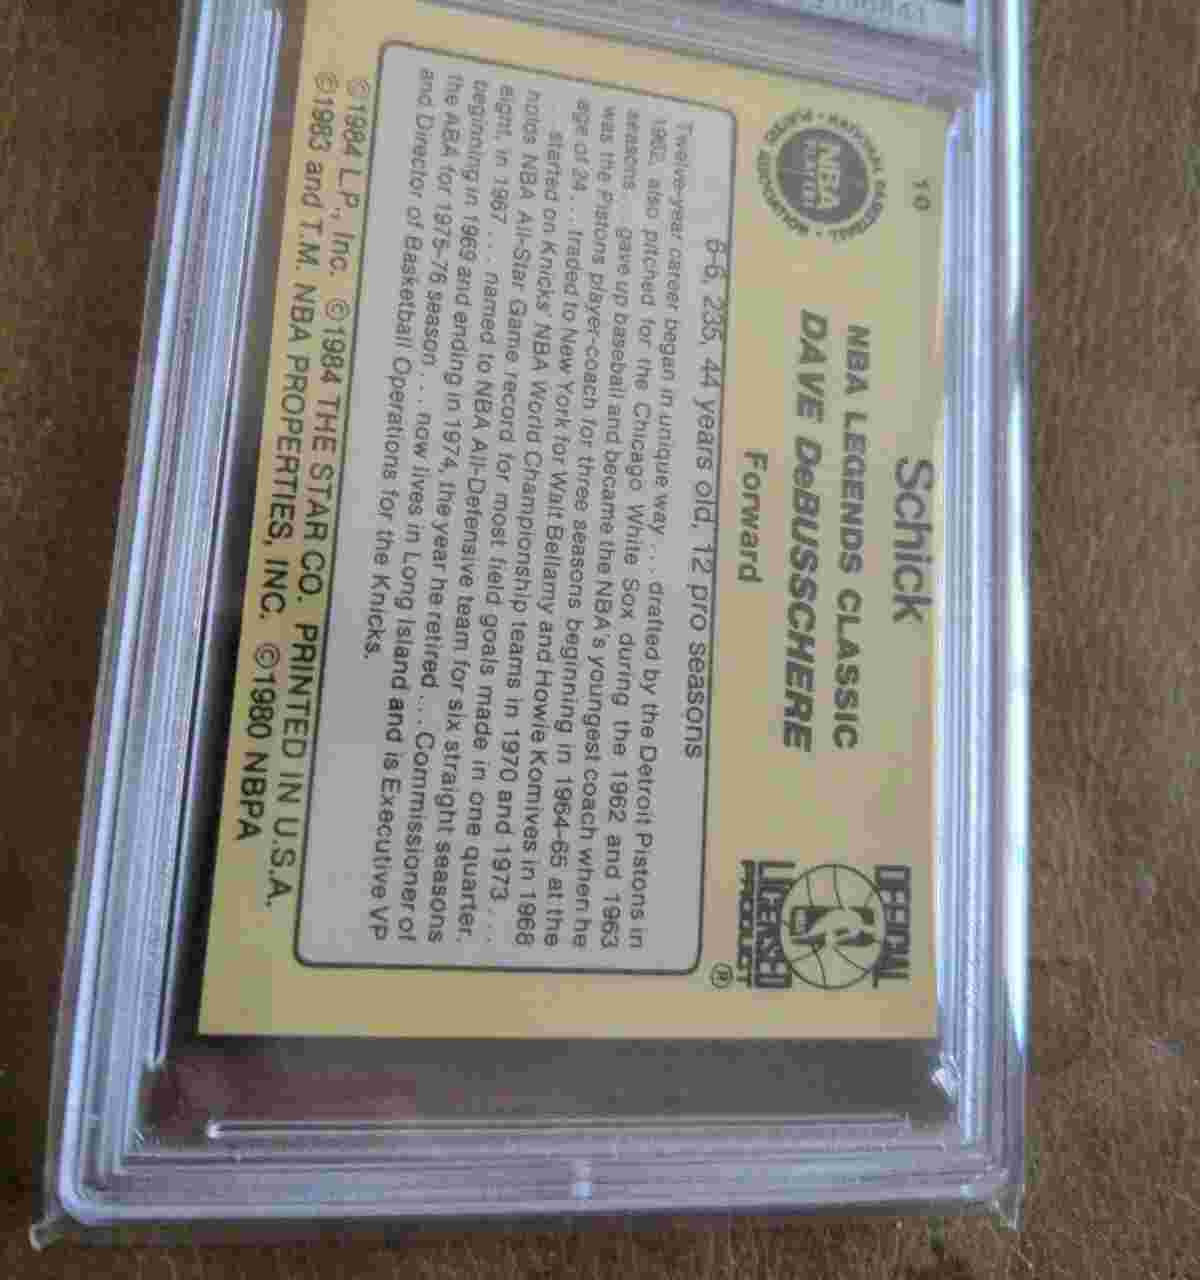 10
Schick
NBA LEGENDS CLASSIC
DAVE DeBUSSCHERE
Forward
NBA
PLAYERS
NATIONAL BASKETBALL
PLAYERS ASSOCIATION
OFFICIAL
LICENSED
PRODUCT
®
6-6, 235, 44 years old, 12 pro seasons
Twelve-year career began in unique way... drafted by the Detroit Pistons in
1962, also pitched for the Chicago White Sox during the 1962 and 1963
seasons... gave up baseball and became the NBA's youngest coach when he
was the Pistons player-coach for three seasons beginning in 1964-65 at the
age of 24... traded to New York for Walt Bellamy and Howie Komives in 1968
... started on Knicks' NBA World Championship teams in 1970 and 1973...
holds NBA All-Star Game record for most field goals made in one quarter,
eight, in 1967... named to NBA All-Defensive team for six straight seasons
beginning in 1969 and ending in 1974, the year he retired... Commissioner of
the ABA for 1975-76 season... now lives in Long Island and is Executive VP
and Director of Basketball Operations for the Knicks.
©1984 L.P., Inc. ©1984 THE STAR CO. PRINTED IN U.S.A.
©1983 and T.M. NBA PROPERTIES, INC. ©1980 NBPA